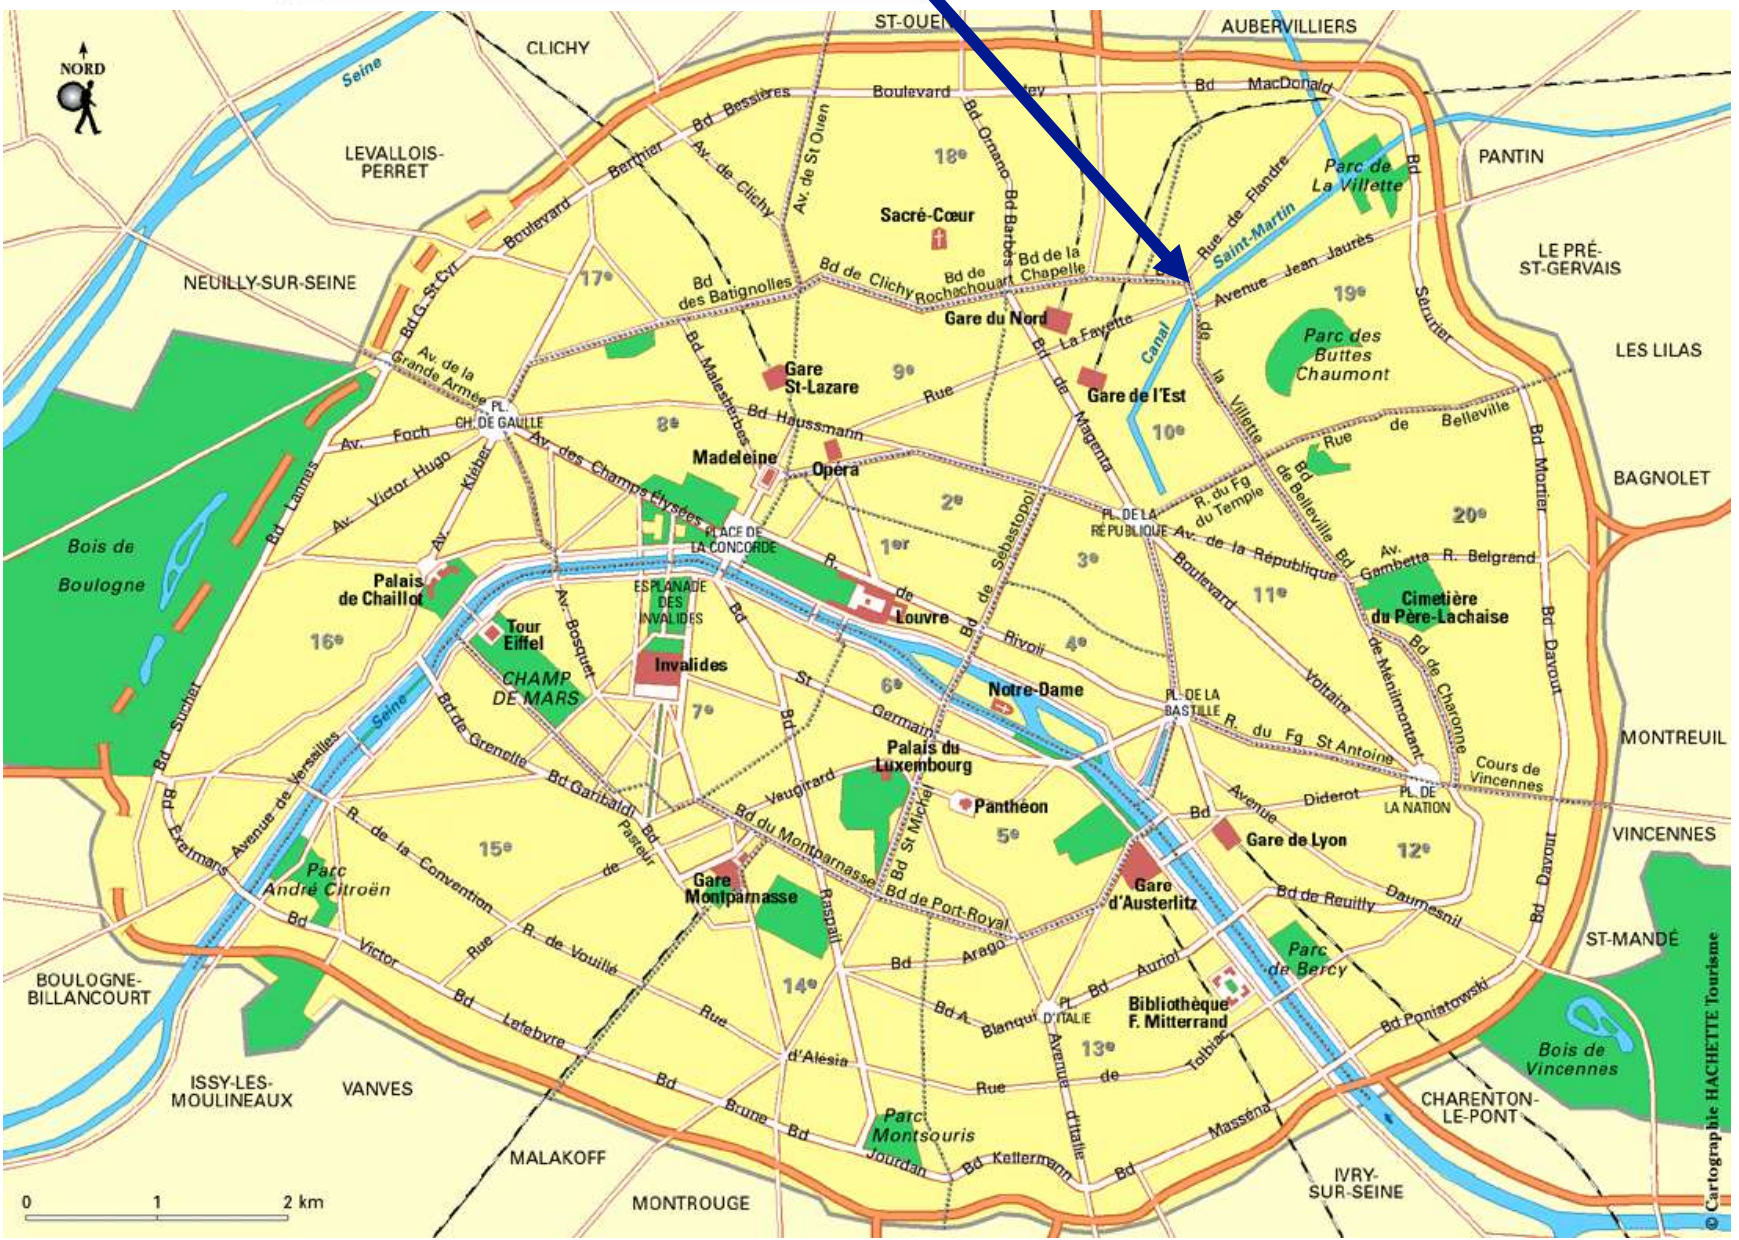 ST-OUEN
AUBERVILLIERS
CLICHY
NORD
Seine
Bd Bessières
Boulevard
ley
Bd MacDonald
LEVALLOIS-
PERRET
Berthier
Av. de Clichy
Av. de St Ouen
18e
Bd Ornano
Bd Barbès
Rue de Flandre
Parc de
La Villette
Bd
PANTIN
Boulevard
Sacré-Cœur
Saint-Martin
NEUILLY-SUR-SEINE
Bd G. St Cyr
17e
Bd
des Batignolles
Bd de Clichy
Bd de
Rochechouart
Bd de la
Chapelle
Avenue Jean Jaurès
LE PRÉ-
ST-GERVAIS
19e
Sérurier
Gare du Nord
La Fayette
Canal
de
Parc des
Buttes
Chaumont
LES LILAS
Av. de la
Grande Armée
Bd Malesherbes
Gare
St-Lazare
9e
Rue
Bd
de
Magenta
Gare de l'Est
la
Villette
PL.
CH. DE GAULLE
Bd Haussmann
8e
Av. Foch
Av. des Champs Élysées
Madeleine
Opéra
10e
Rue de Belleville
Bd Mortier
BAGNOLET
Av. Victor Hugo
Av. Kléber
Bd Lannes
2e
R. du Fg
du Temple
Bd
de Belleville
20e
PL. DE LA
RÉPUBLIQUE
Av. de la République
PLACE DE
LA CONCORDE
1er
Bd de Sébastopol
3e
Bois de
Boulogne
Bd
Av.
Gambetta
R. Belgrand
Palais
de Chaillot
ESPLANADE
DES
INVALIDES
R. de Rivoli
Louvre
Boulevard Voltaire
11e
Cimetière
du Père-Lachaise
16e
Tour
Eiffel
Av. Bosquet
Bd
St Germain
4e
Bd Davout
CHAMP
DE MARS
Invalides
6e
Notre-Dame
PL. DE LA
BASTILLE
de Ménilmontant
Bd de Charonne
Bd Suchet
Seine
7e
Bd
Raspail
R. du Fg St Antoine
MONTREUIL
Bd de Grenelle
Palais du
Luxembourg
Cours de
Vincennes
Avenue de Versailles
Bd Garibaldi
Vaugirard
Panthéon
Bd Diderot
PL. DE
LA NATION
Avenue
Daumesnil
Bd
Exelmans
R. de la Convention
Bd
Pasteur
Bd du Montparnasse
Bd St Michel
5e
Gare de Lyon
12e
VINCENNES
15e
de
Rue
Parc
André Citroën
Gare
Montparnasse
Bd de Port-Royal
Gare
d'Austerlitz
Bd de Reuilly
Bd Davout
ST-MANDÉ
Bd
Victor
R. de Vouillé
Bd Arago
Bd Auriol
Parc
de Bercy
BOULOGNE-
BILLANCOURT
14e
Bd A.
Blanqui
PL.
D'ITALIE
Bibliothèque
F. Mitterrand
Bd Poniatowski
Bd Lefebvre
Rue
d'Alésia
Rue de Tolbiac
13e
Avenue
d'Italie
Bois de
Vincennes
ISSY-LES-
MOULINEAUX
VANVES
Bd
Brune
Bd
Jourdan
Parc
Montsouris
Bd Kellermann
Bd
Masséna
CHARENTON-
LE-PONT
MALAKOFF
MONTROUGE
IVRY-
SUR-SEINE
0 1 2 km
© Cartographie HACHETTE Tourisme